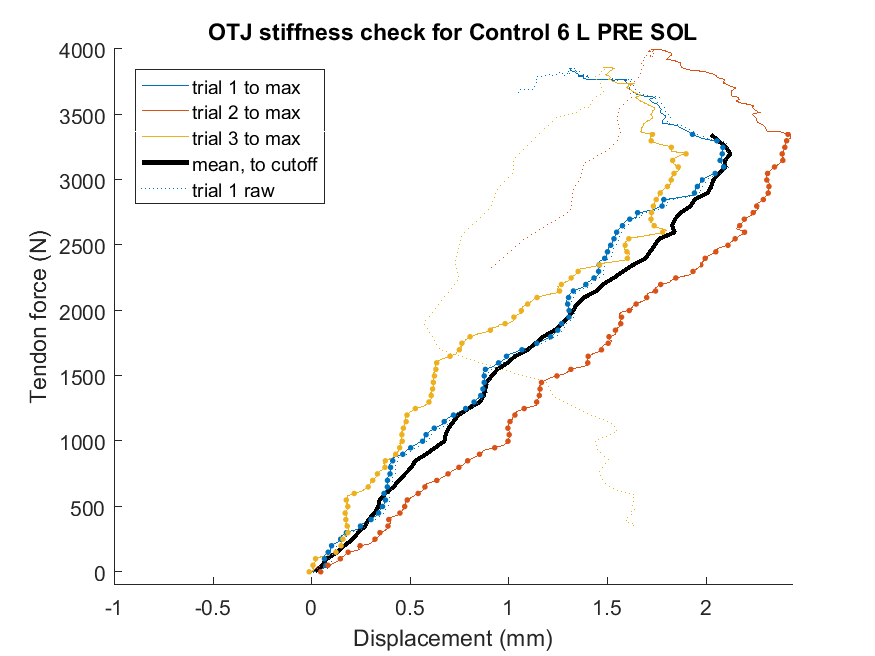 OTJ stiffness check for Control 6 L PRE SOL
4000
3500
3000
2500
2000
1500
1000
500
0
Tendon force (N)
trial 1 to max
trial 2 to max
trial 3 to max
mean, to cutoff
trial 1 raw
-1
-0.5
0
0.5
1
1.5
2
Displacement (mm)